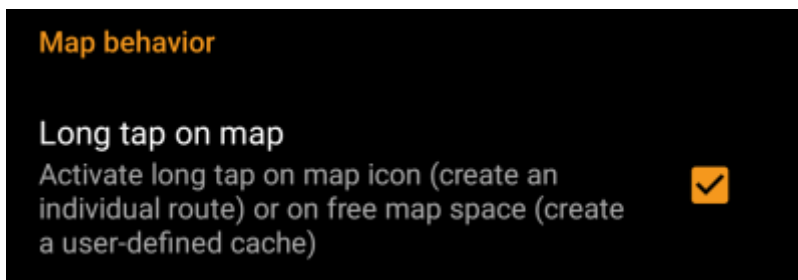 Map behavior
Long tap on map
Activate long tap on map icon (create an
individual route) or on free map space (create
a user-defined cache)